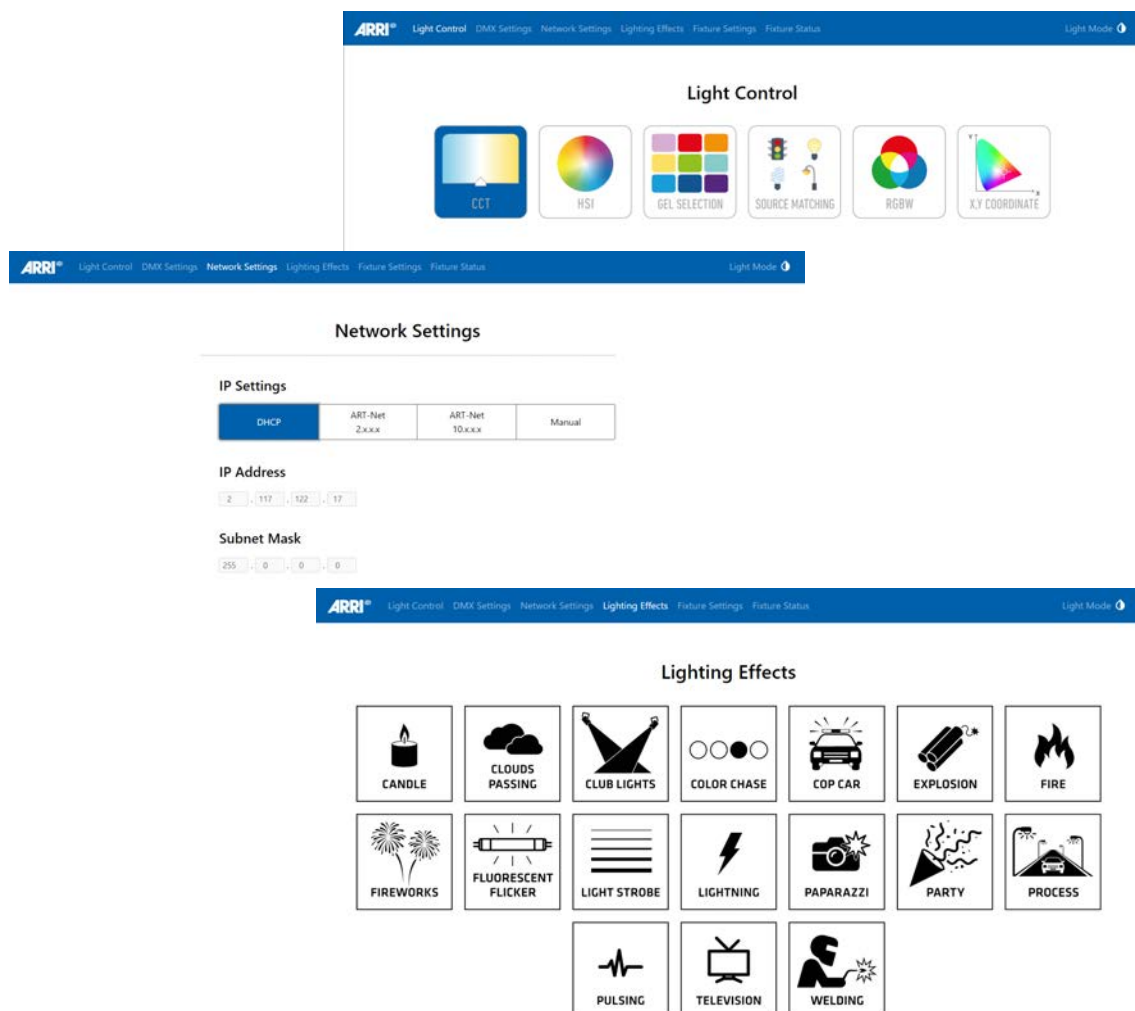 ARRI® Light Control DMX Settings Network Settings Lighting Effects Fixture Settings Fixture Status Light Mode
Light Control
CCT HSI GEL SELECTION SOURCE MATCHING RGBW X,Y COORDINATE
Y
X
ARRI® Light Control DMX Settings Network Settings Lighting Effects Fixture Settings Fixture Status Light Mode
Network Settings
IP Settings
DHCP ART-Net 2.x.x.x ART-Net 10.x.x.x Manual
IP Address
2 . 117 . 122 . 17
Subnet Mask
255 . 0 . 0 . 0
ARRI® Light Control DMX Settings Network Settings Lighting Effects Fixture Settings Fixture Status Light Mode
Lighting Effects
CANDLE CLOUDS PASSING CLUB LIGHTS COLOR CHASE COP CAR EXPLOSION FIRE
FIREWORKS FLUORESCENT FLICKER LIGHT STROBE LIGHTNING PAPARAZZI PARTY PROCESS
PULSING TELEVISION WELDING